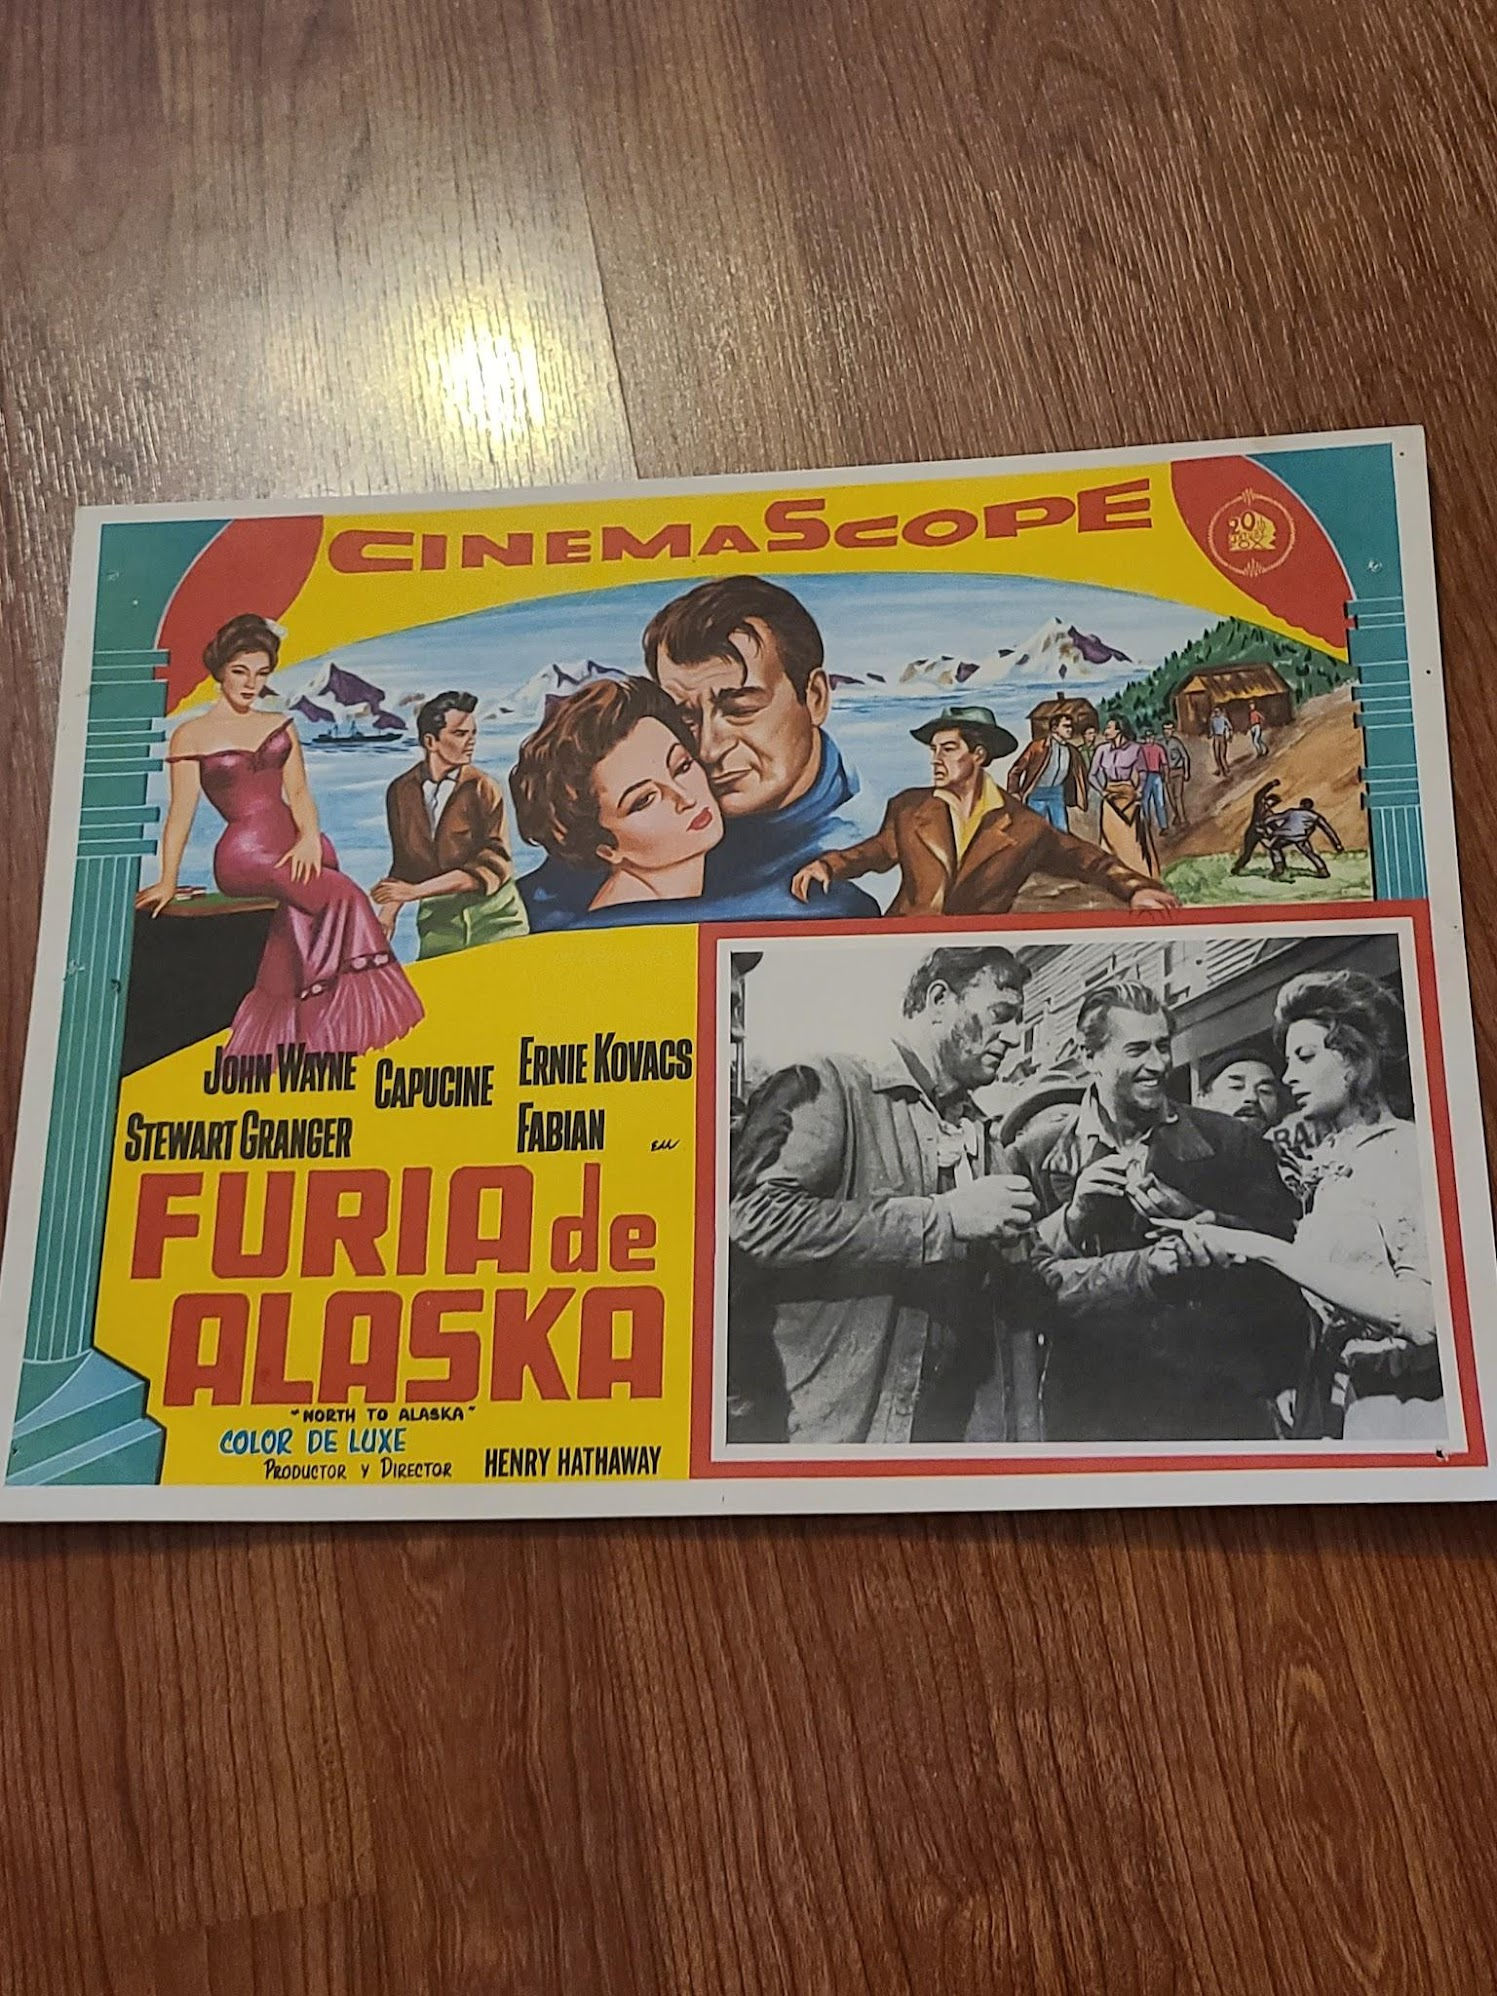 CINEMASCOPE
20th
CENTURY
FOX
JOHN WAYNE CAPUCINE ERNIE KOVACS
STEWART GRANGER FABIAN EN
FURIA de
ALASKA
"NORTH TO ALASKA"
COLOR DE LUXE
PRODUCTOR Y DIRECTOR HENRY HATHAWAY